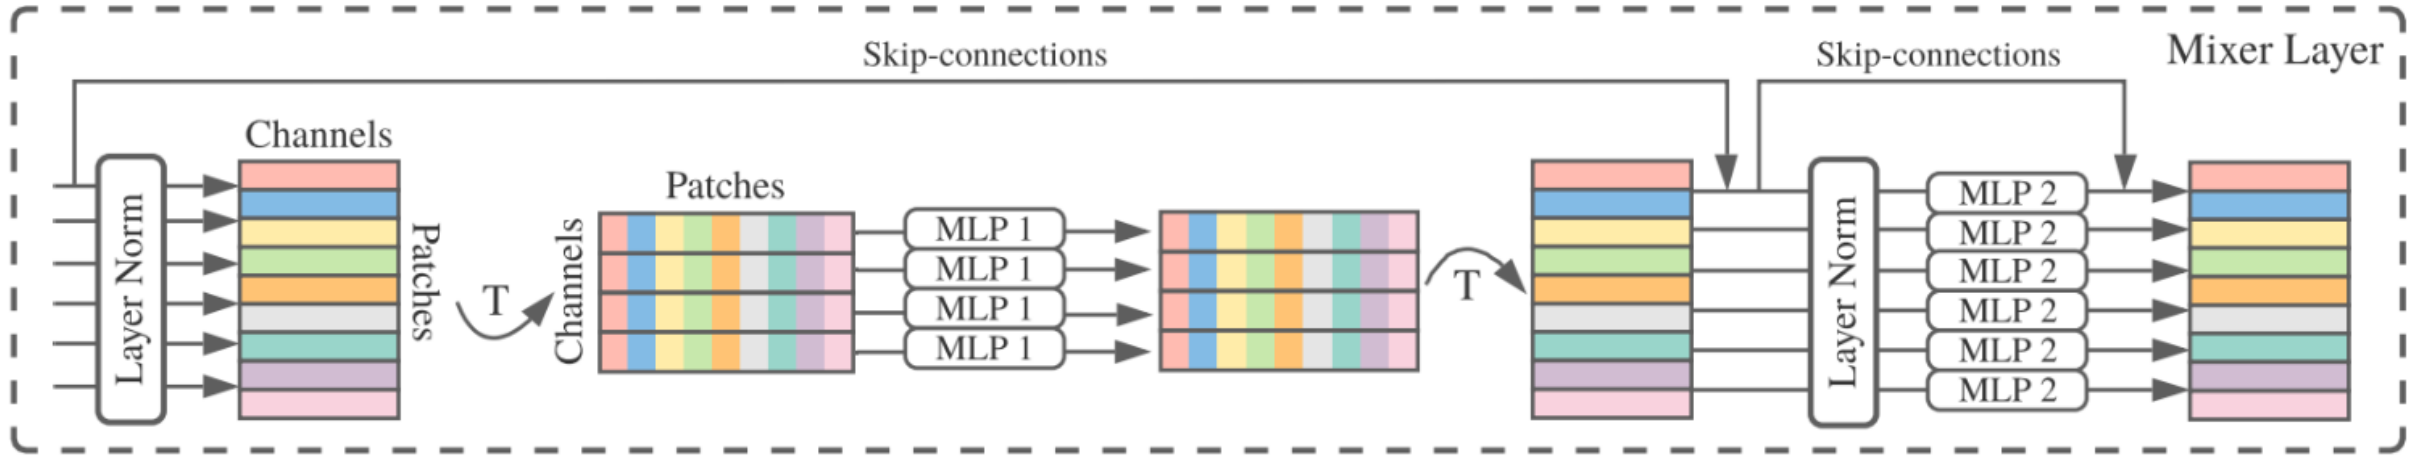 Skip-connections
Skip-connections
Mixer Layer
Layer Norm
Channels
Patches
T
Patches
Channels
MLP 1
MLP 1
MLP 1
MLP 1
T
Layer Norm
MLP 2
MLP 2
MLP 2
MLP 2
MLP 2
MLP 2